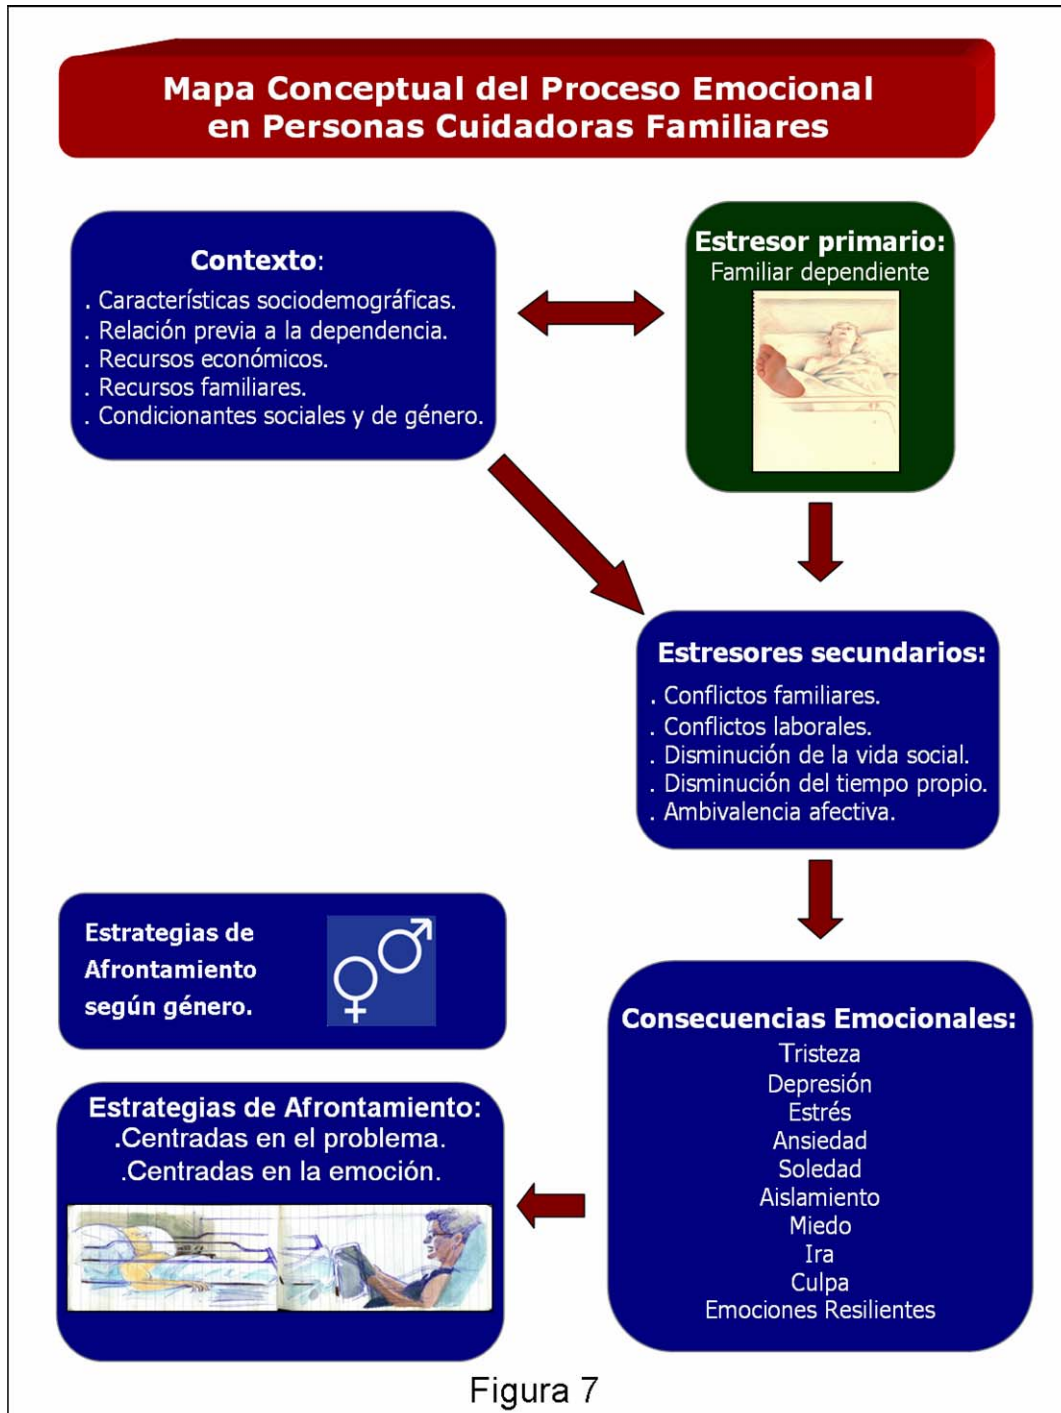 Mapa Conceptual del Proceso Emocional
en Personas Cuidadoras Familiares
Contexto:
. Características sociodemográficas.
. Relación previa a la dependencia.
. Recursos económicos.
. Recursos familiares.
. Condicionantes sociales y de género.
Estresor primario:
Familiar dependiente
Estresores secundarios:
. Conflictos familiares.
. Conflictos laborales.
. Disminución de la vida social.
. Disminución del tiempo propio.
. Ambivalencia afectiva.
Estrategias de
Afrontamiento
según género.
Consecuencias Emocionales:
Tristeza
Depresión
Estrés
Ansiedad
Soledad
Aislamiento
Miedo
Ira
Culpa
Emociones Resilientes
Estrategias de Afrontamiento:
.Centradas en el problema.
.Centradas en la emoción.
Figura 7